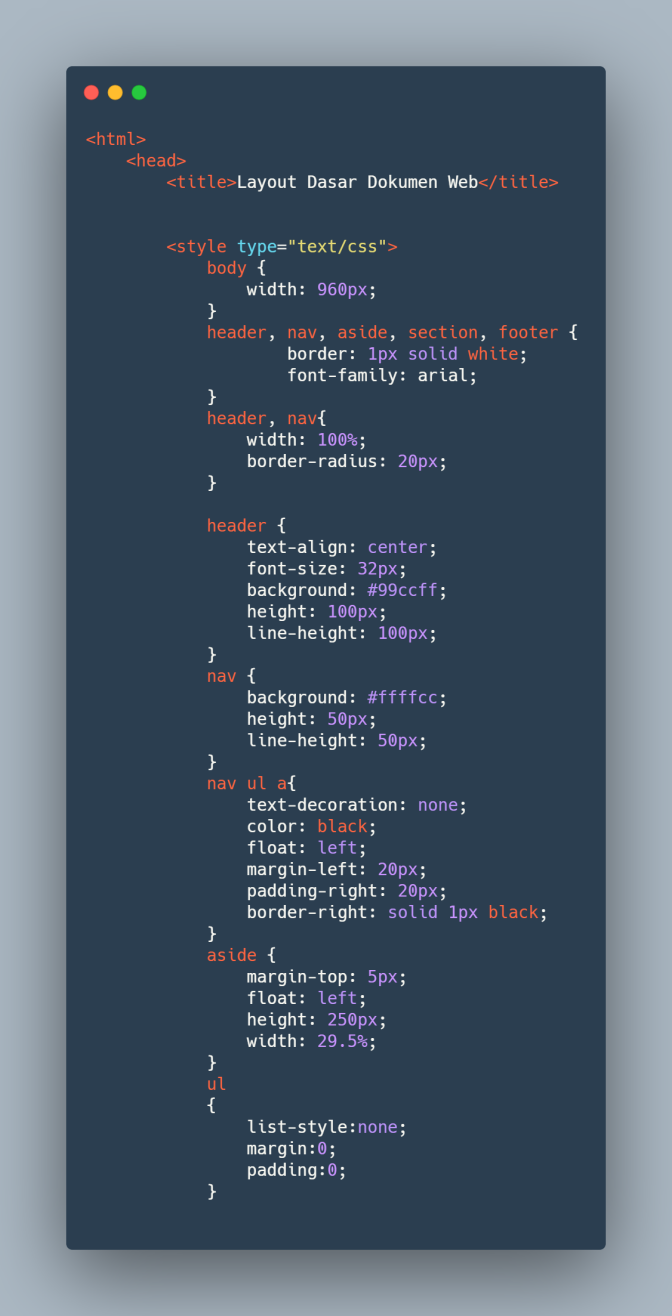 <html>
    <head>
        <title>Layout Dasar Dokumen Web</title>
        <style type="text/css">
            body {
                width: 960px;
            }
            header, nav, aside, section, footer {
                    border: 1px solid white;
                    font-family: arial;
            }
            header, nav{
                width: 100%;
                border-radius: 20px;
            }
            header {
                text-align: center;
                font-size: 32px;
                background: #99ccff;
                height: 100px;
                line-height: 100px;
            }
            nav {
                background: #ffffcc;
                height: 50px;
                line-height: 50px;
            }
            nav ul a{
                text-decoration: none;
                color: black;
                float: left;
                margin-left: 20px;
                padding-right: 20px;
                border-right: solid 1px black;
            }
            aside {
                margin-top: 5px;
                float: left;
                height: 250px;
                width: 29.5%;
            }
            ul
            {
                list-style:none;
                margin:0;
                padding:0;
            }